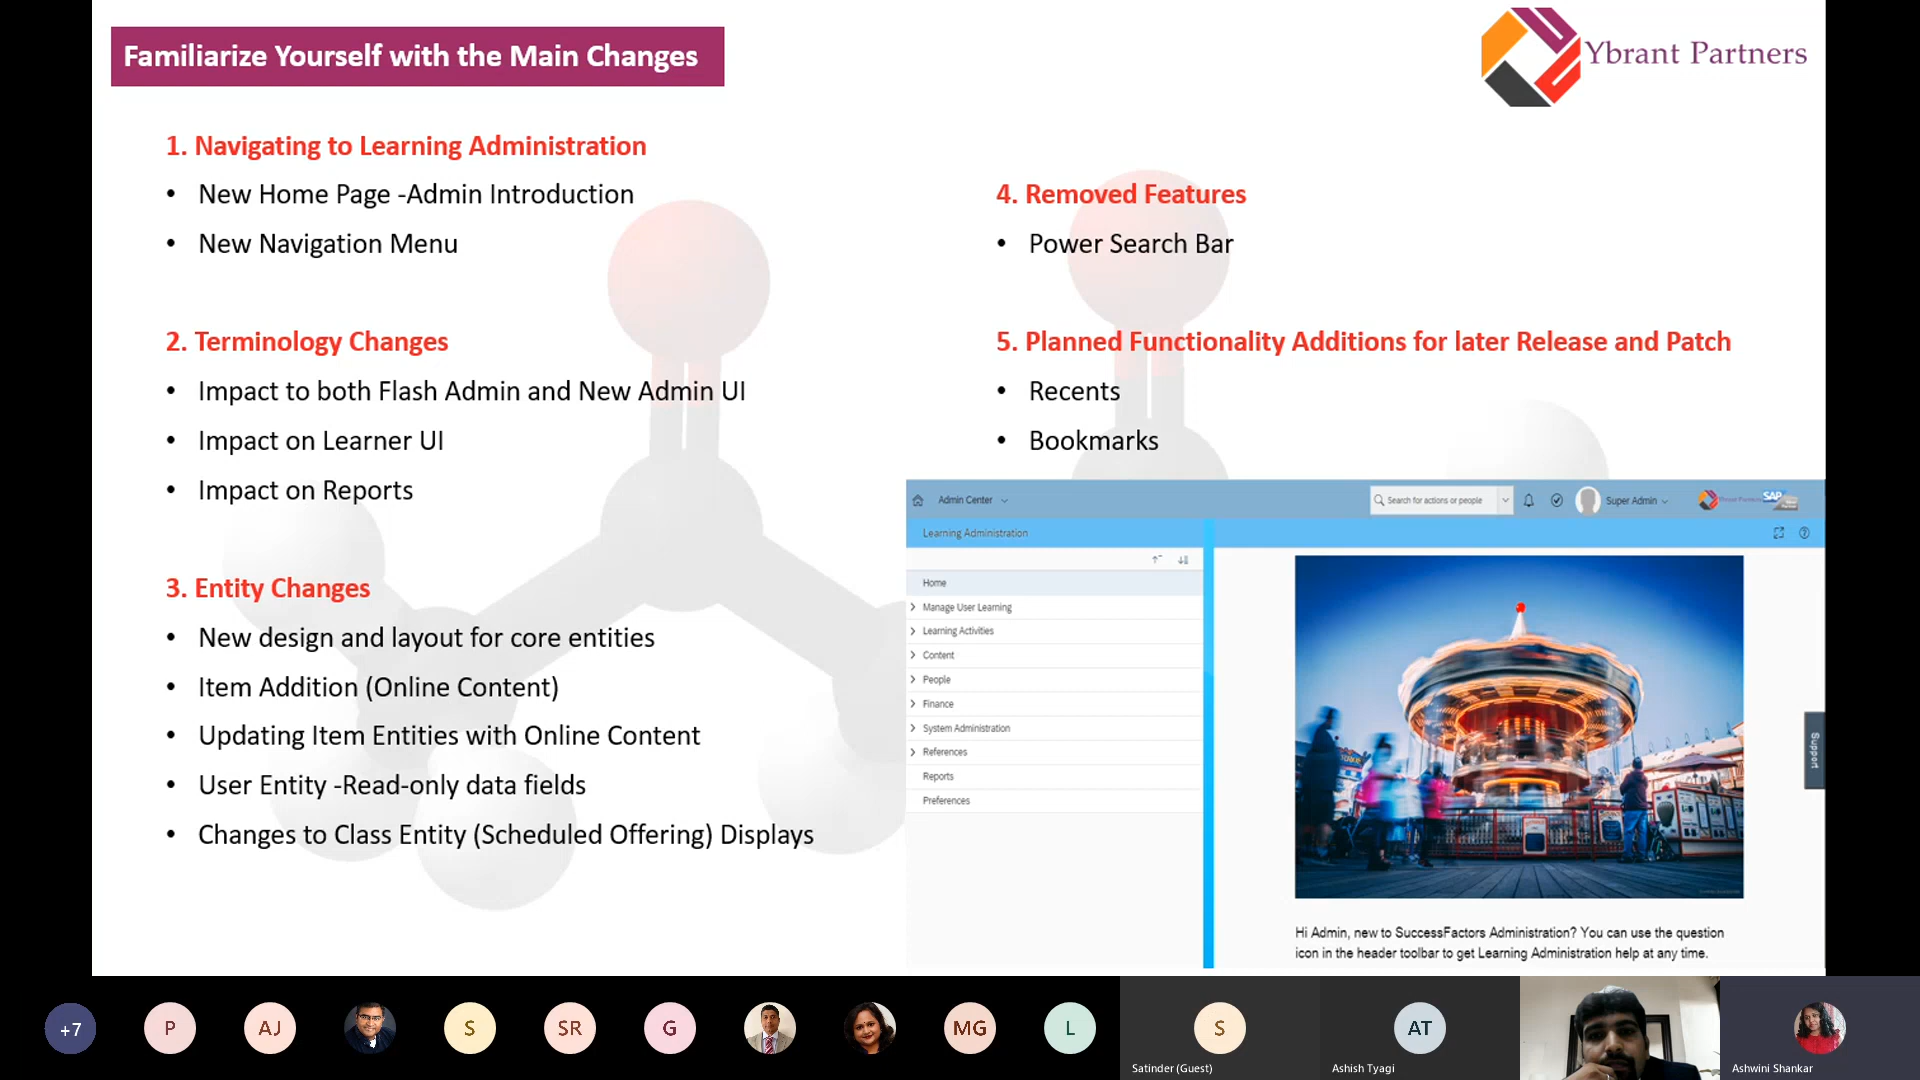 Familiarize Yourself with the Main Changes
Ybrant Partners
1. Navigating to Learning Administration
• New Home Page -Admin Introduction
• New Navigation Menu
2. Terminology Changes
• Impact to both Flash Admin and New Admin UI
• Impact on Learner UI
• Impact on Reports
3. Entity Changes
• New design and layout for core entities
• Item Addition (Online Content)
• Updating Item Entities with Online Content
• User Entity -Read-only data fields
• Changes to Class Entity (Scheduled Offering) Displays
4. Removed Features
• Power Search Bar
5. Planned Functionality Additions for later Release and Patch
• Recents
• Bookmarks
Admin Center
Search for actions or people
Super Admin
Ybrant Partners
SAP
Learning Administration
Home
Manage User Learning
Learning Activities
Content
People
Finance
System Administration
References
Reports
Preferences
Support
Hi Admin, new to SuccessFactors Administration? You can use the question
icon in the header toolbar to get Learning Administration help at any time.
+7
P
AJ
S
SR
G
MG
L
S
Satinder (Guest)
AT
Ashish Tyagi
Ashwini Shankar